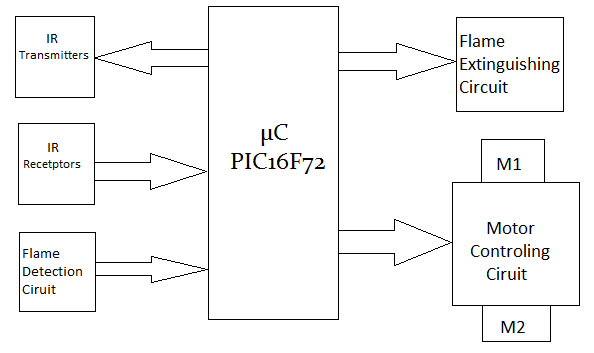 IR
Transmitters
IR
Recetptors
Flame
Detection
Ciruit
µC
PIC16F72
Flame
Extinguishing
Circuit
M1
Motor
Controling
Ciruit
M2